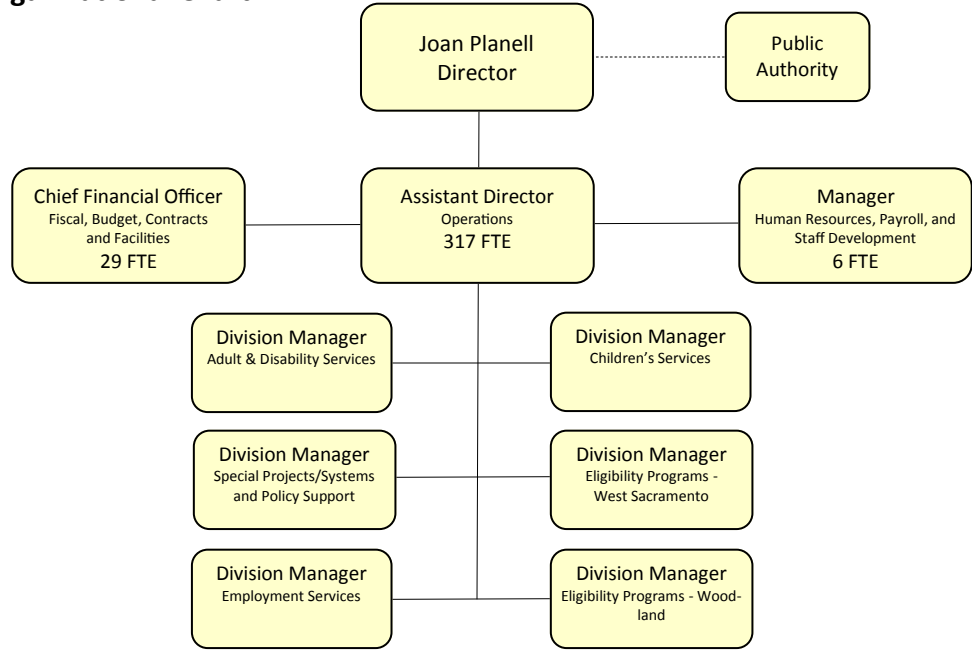 Joan Planell
Director
Public
Authority
Chief Financial Officer
Fiscal, Budget, Contracts
and Facilities
29 FTE
Assistant Director
Operations
317 FTE
Manager
Human Resources, Payroll, and
Staff Development
6 FTE
Division Manager
Adult & Disability Services
Division Manager
Children’s Services
Division Manager
Special Projects/Systems
and Policy Support
Division Manager
Eligibility Programs -
West Sacramento
Division Manager
Employment Services
Division Manager
Eligibility Programs - Wood-
land